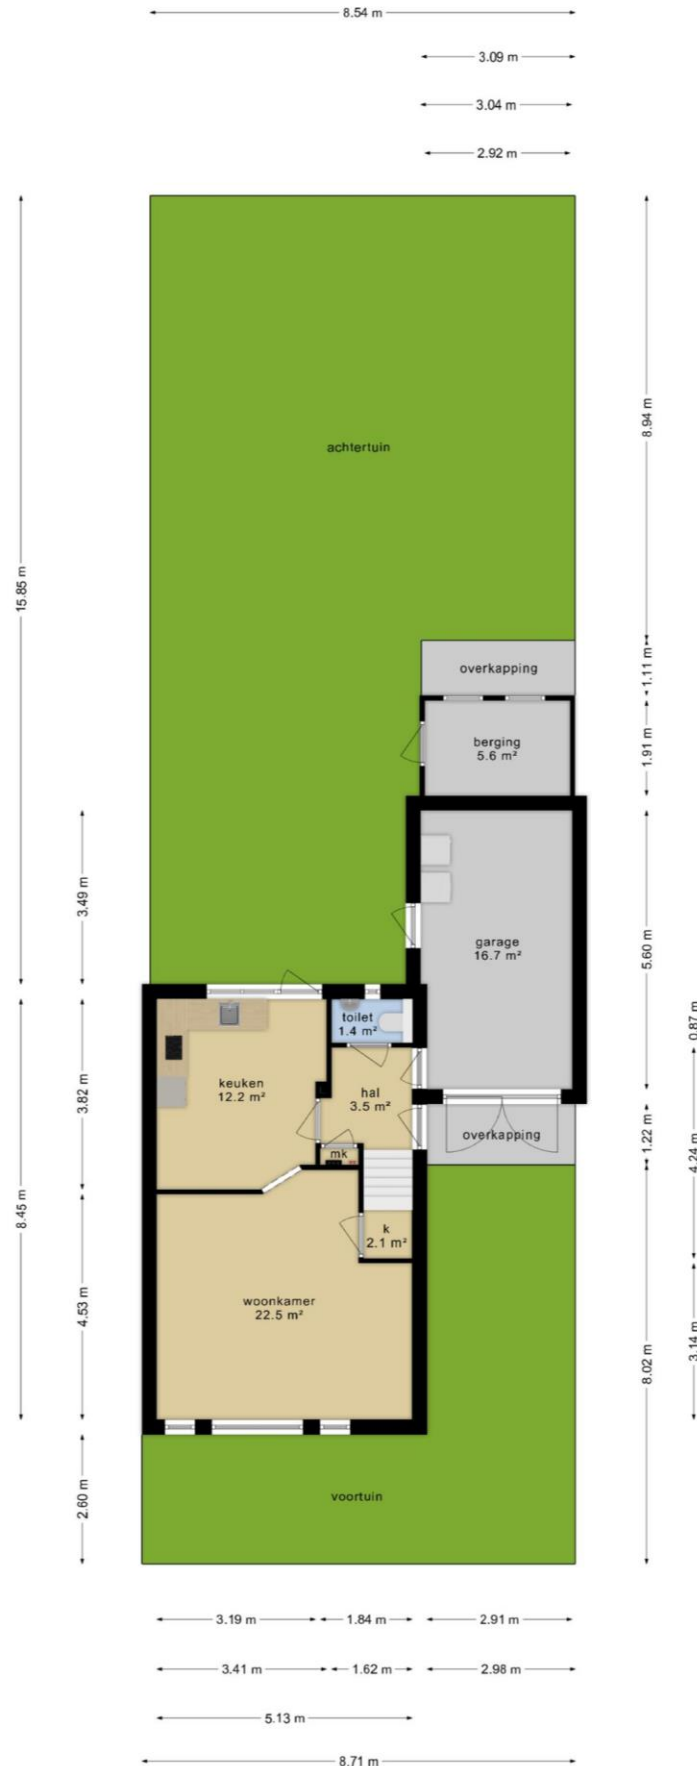 8.54 m
3.09 m
3.04 m
2.92 m
achtertuin
8.94 m
15.85 m
overkapping
1.11 m
berging
5.6 m²
1.91 m
3.49 m
garage
16.7 m²
5.60 m
toilet
1.4 m²
0.87 m
keuken
12.2 m²
hal
3.5 m²
3.82 m
overkapping
1.22 m
mk
4.24 m
8.45 m
k
2.1 m²
woonkamer
22.5 m²
4.53 m
3.14 m
8.02 m
voortuin
2.60 m
3.19 m
1.84 m
2.91 m
3.41 m
1.62 m
2.98 m
5.13 m
8.71 m